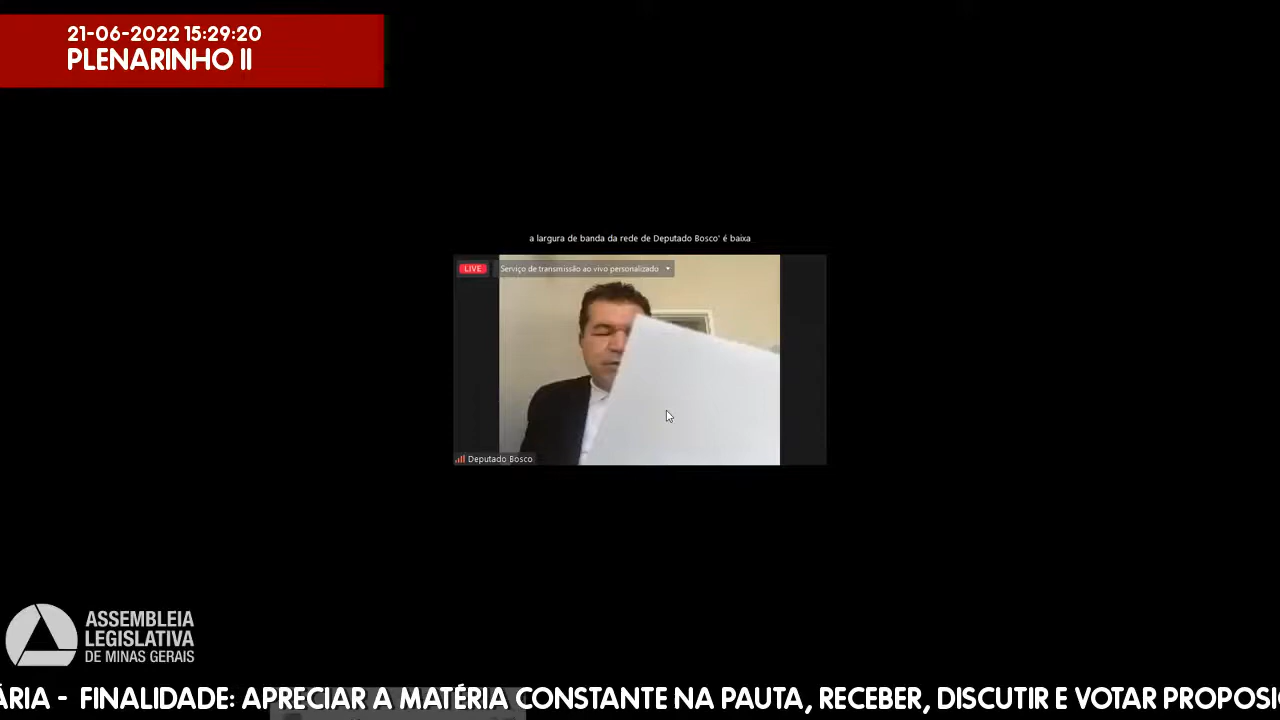 21-06-2022 15:29:20
PLENARINHO II
a largura de banda da rede de Deputado Bosco' é baixa
LIVE
Serviço de transmissão ao vivo personalizado
Deputado Bosco
ASSEMBLEIA
LEGISLATIVA
DE MINAS GERAIS
ÁRIA - FINALIDADE: APRECIAR A MATÉRIA CONSTANTE NA PAUTA, RECEBER, DISCUTIR E VOTAR PROPOSI